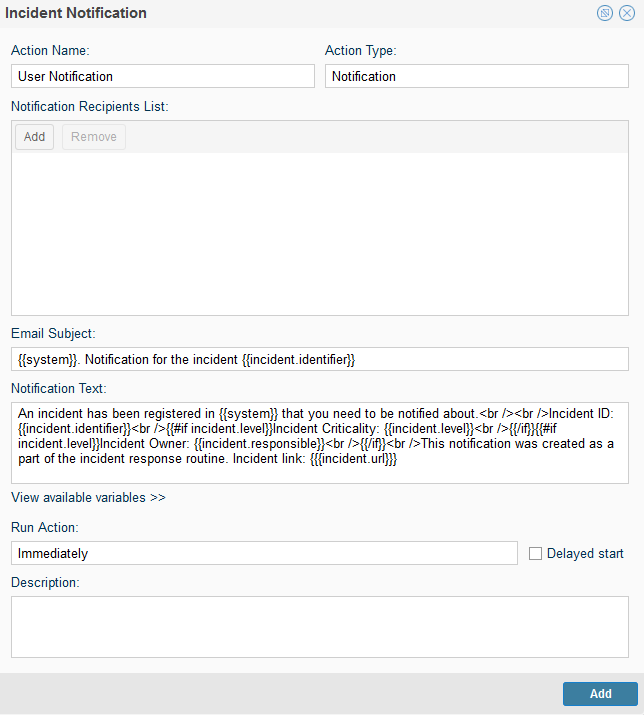 Incident Notification
Action Name:
Action Type:
User Notification
Notification
Notification Recipients List:
Add
Remove
Email Subject:
{{system}}. Notification for the incident {{incident.identifier}}
Notification Text:
An incident has been registered in {{system}} that you need to be notified about.<br /><br />Incident ID:
{{incident.identifier}}<br />{{#if incident.level}}Incident Criticality: {{incident.level}}<br />{{/if}}{{#if
incident.level}}Incident Owner: {{incident.responsible}}<br />{{/if}}<br />This notification was created as a
part of the incident response routine. Incident link: {{{incident.url}}}
View available variables >>
Run Action:
Immediately
Delayed start
Description:
Add